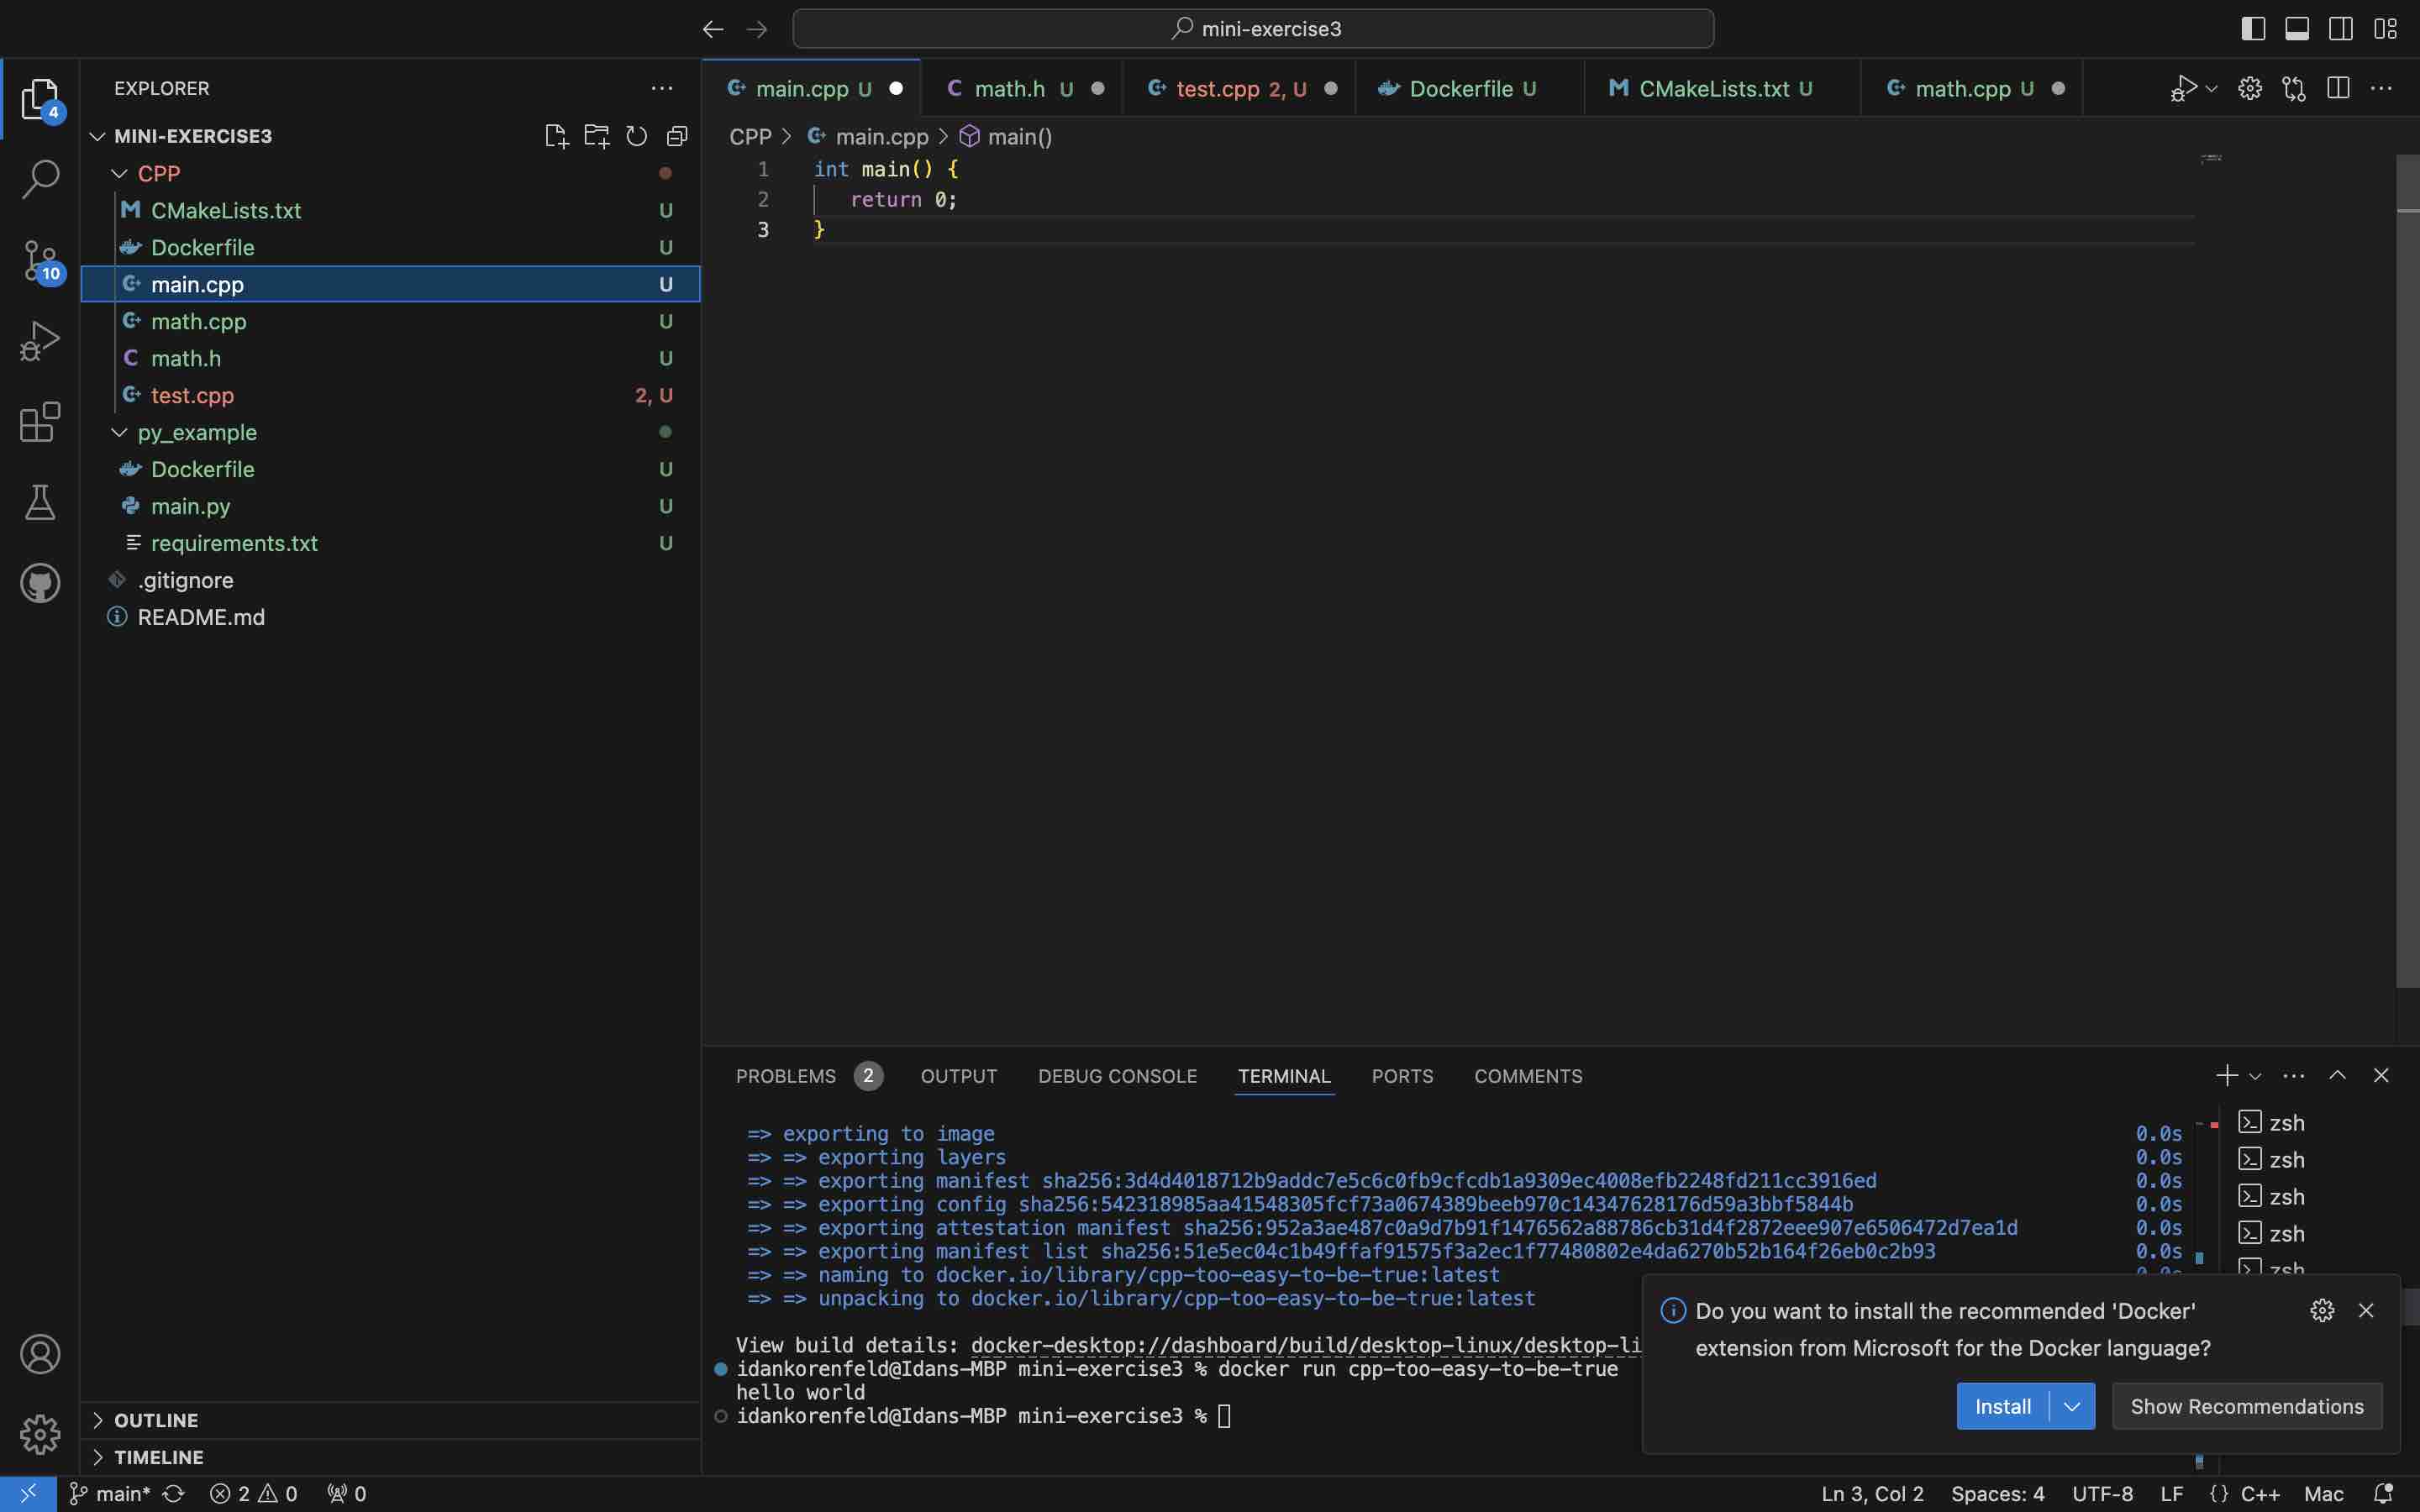 mini-exercise3
EXPLORER
4
MINI-EXERCISE3
CPP
M CMakeLists.txt U
Dockerfile U
10
main.cpp U
math.cpp U
C math.h U
test.cpp 2, U
py_example
Dockerfile U
main.py U
requirements.txt U
.gitignore
README.md
OUTLINE
TIMELINE
main.cpp U
C math.h U
test.cpp 2, U
Dockerfile U
M CMakeLists.txt U
math.cpp U
CPP > main.cpp > main()
1 int main() {
2 return 0;
3 }
PROBLEMS 2 OUTPUT DEBUG CONSOLE TERMINAL PORTS COMMENTS
=> exporting to image 0.0s
=> => exporting layers 0.0s
=> => exporting manifest sha256:3d4d4018712b9addc7e5c6c0fb9cfcdb1a9309ec4008efb2248fd211cc3916ed 0.0s
=> => exporting config sha256:542318985aa41548305fcf73a0674389beeb970c14347628176d59a3bbf5844b 0.0s
=> => exporting attestation manifest sha256:952a3ae487c0a9d7b91f1476562a88786cb31d4f2872eee907e6506472d7ea1d 0.0s
=> => exporting manifest list sha256:51e5ec04c1b49ffaf91575f3a2ec1f77480802e4da6270b52b164f26eb0c2b93 0.0s
=> => naming to docker.io/library/cpp-too-easy-to-be-true:latest
=> => unpacking to docker.io/library/cpp-too-easy-to-be-true:latest
View build details: docker-desktop://dashboard/build/desktop-linux/desktop-li
idankorenfeld@Idans-MBP mini-exercise3 % docker run cpp-too-easy-to-be-true
hello world
idankorenfeld@Idans-MBP mini-exercise3 %
zsh
zsh
zsh
zsh
zsh
Do you want to install the recommended 'Docker'
extension from Microsoft for the Docker language?
Install Show Recommendations
main* 2 0 0 Ln 3, Col 2 Spaces: 4 UTF-8 LF {} C++ Mac